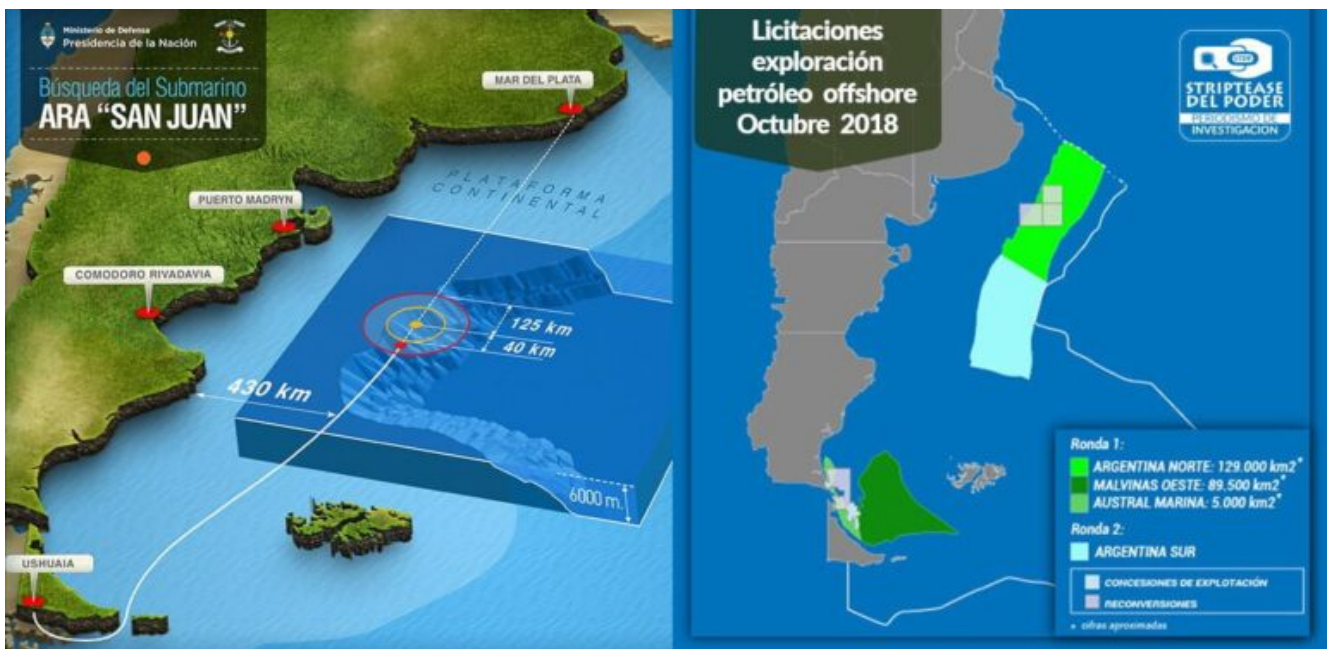 Ministerio de Defensa
Presidencia de la Nación
Búsqueda del Submarino
ARA “SAN JUAN”
MAR DEL PLATA
PLATAFORMA
CONTINENTAL
PUERTO MADRYN
COMODORO RIVADAVIA
125 km
40 km
430 km
6000 m.
USHUAIA
Licitaciones
exploración
petróleo offshore
Octubre 2018
STRIPTEASE
DEL PODER
PERIODISMO DE
INVESTIGACION
Ronda 1:
ARGENTINA NORTE: 129.000 km2*
MALVINAS OESTE: 89.500 km2*
AUSTRAL MARINA: 5.000 km2*
Ronda 2:
ARGENTINA SUR
CONCESIONES DE EXPLOTACIÓN
RECONVERSIONES
* cifras aproximadas